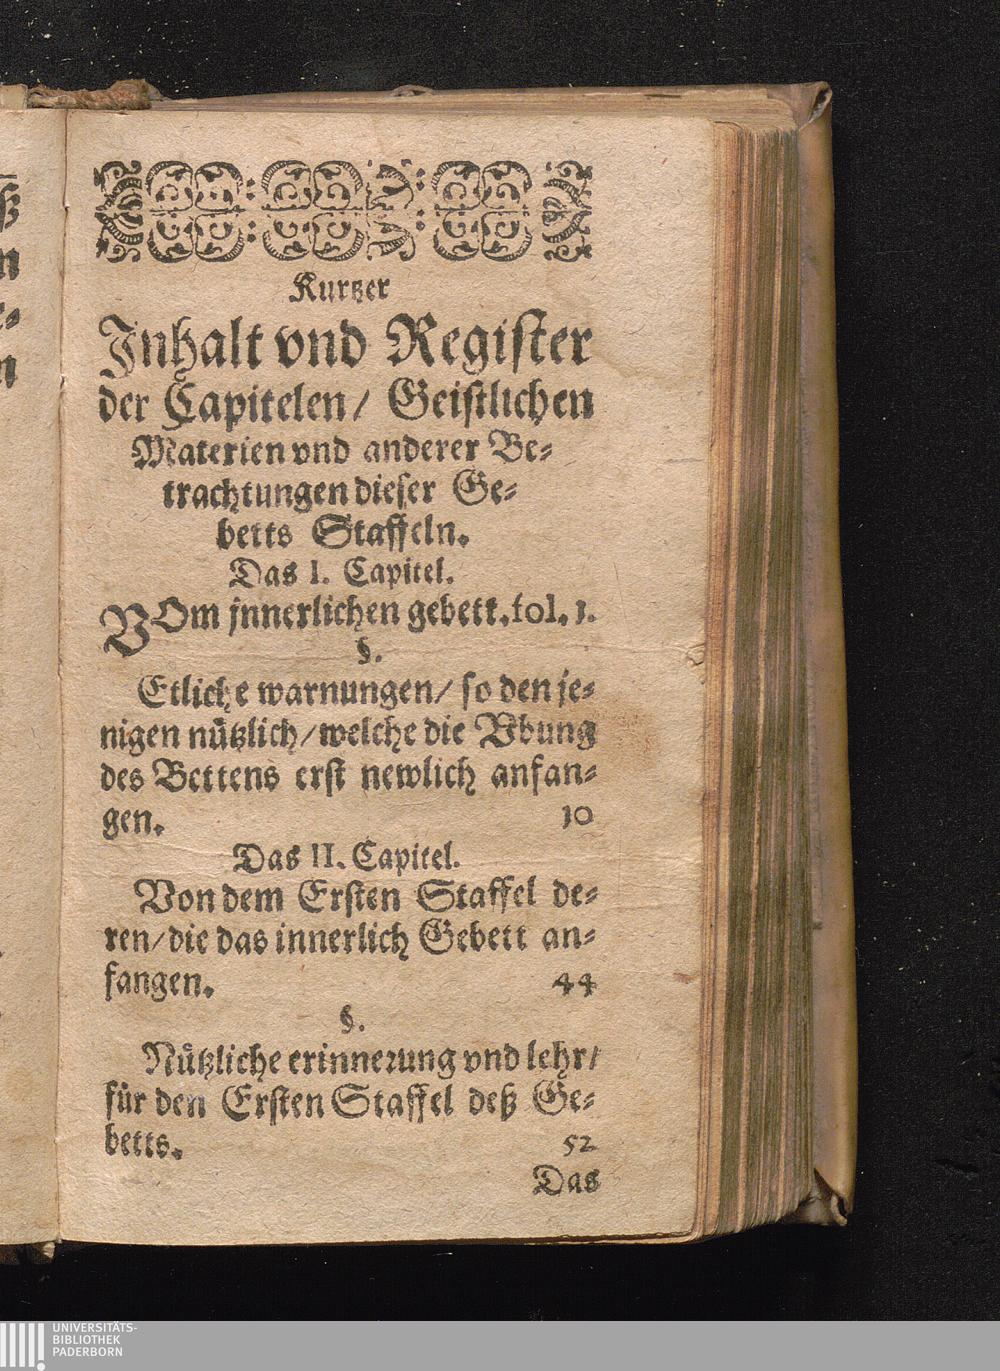 Kurtzer
Inhalt vnd Register
der Capitelen/ Geistlichen
Materien vnd anderer Be-
trachtungen dieser Ge-
betts Staffeln.
Das I. Capitel.
VOm jnnerlichen gebett. fol. 1.
§.
Etliche warnungen/ so den je-
nigen nützlich/ welche die Vbung
des Bettens erst newlich anfan-
gen. 10
Das II. Capitel.
Von dem Ersten Staffel de-
ren/ die das innerlich Gebett an-
fangen. 44
§.
Nützliche erinnerung vnd lehr/
für den Ersten Staffel deß Ge-
betts. 52
Das
UNIVERSITÄTS-
BIBLIOTHEK
PADERBORN